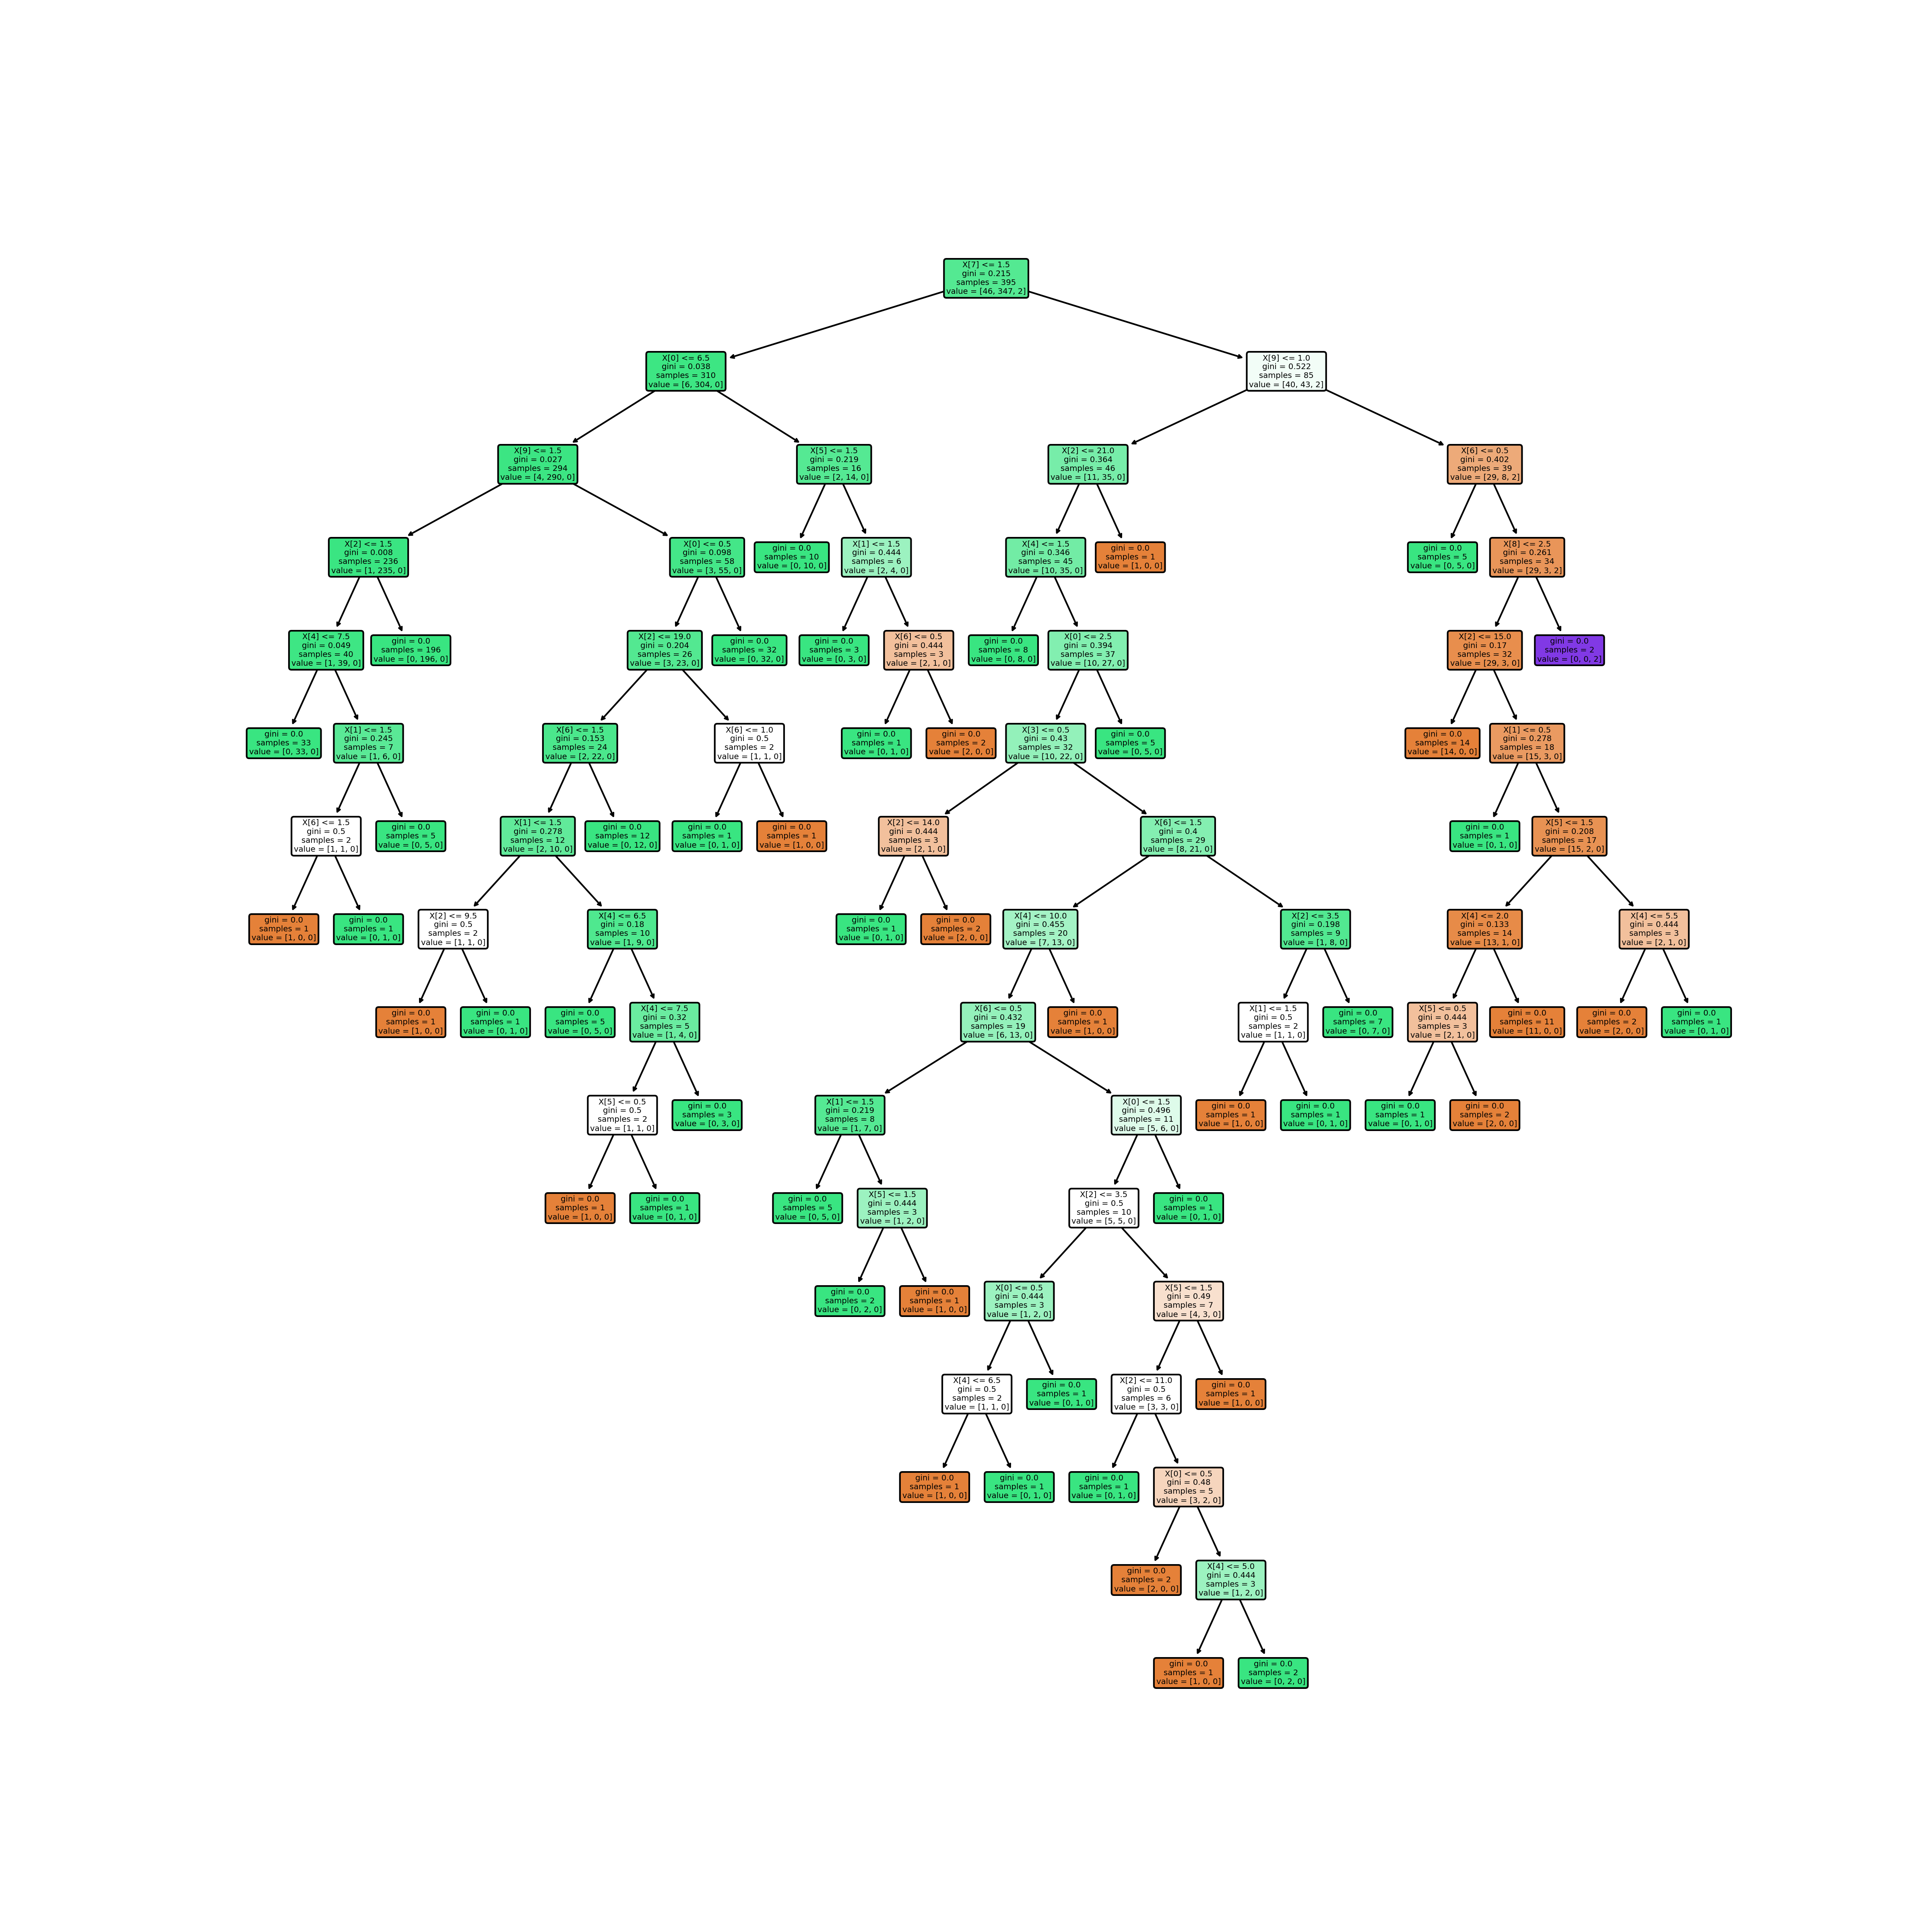 X[7] <= 1.5
gini = 0.215
samples = 395
value = [46, 347, 2]
X[0] <= 6.5
gini = 0.038
samples = 310
value = [6, 304, 0]
X[9] <= 1.0
gini = 0.522
samples = 85
value = [40, 43, 2]
X[9] <= 1.5
gini = 0.027
samples = 294
value = [4, 290, 0]
X[5] <= 1.5
gini = 0.219
samples = 16
value = [2, 14, 0]
X[2] <= 21.0
gini = 0.364
samples = 46
value = [11, 35, 0]
X[6] <= 0.5
gini = 0.402
samples = 39
value = [29, 8, 2]
X[2] <= 1.5
gini = 0.008
samples = 236
value = [1, 235, 0]
X[0] <= 0.5
gini = 0.098
samples = 58
value = [3, 55, 0]
gini = 0.0
samples = 10
value = [0, 10, 0]
X[1] <= 1.5
gini = 0.444
samples = 6
value = [2, 4, 0]
X[4] <= 1.5
gini = 0.346
samples = 45
value = [10, 35, 0]
gini = 0.0
samples = 1
value = [1, 0, 0]
gini = 0.0
samples = 5
value = [0, 5, 0]
X[8] <= 2.5
gini = 0.261
samples = 34
value = [29, 3, 2]
X[4] <= 7.5
gini = 0.049
samples = 40
value = [1, 39, 0]
gini = 0.0
samples = 196
value = [0, 196, 0]
X[2] <= 19.0
gini = 0.204
samples = 26
value = [3, 23, 0]
gini = 0.0
samples = 32
value = [0, 32, 0]
gini = 0.0
samples = 3
value = [0, 3, 0]
X[6] <= 0.5
gini = 0.444
samples = 3
value = [2, 1, 0]
gini = 0.0
samples = 8
value = [0, 8, 0]
X[0] <= 2.5
gini = 0.394
samples = 37
value = [10, 27, 0]
X[2] <= 15.0
gini = 0.17
samples = 32
value = [29, 3, 0]
gini = 0.0
samples = 2
value = [0, 0, 2]
gini = 0.0
samples = 33
value = [0, 33, 0]
X[1] <= 1.5
gini = 0.245
samples = 7
value = [1, 6, 0]
X[6] <= 1.5
gini = 0.153
samples = 24
value = [2, 22, 0]
X[6] <= 1.0
gini = 0.5
samples = 2
value = [1, 1, 0]
gini = 0.0
samples = 1
value = [0, 1, 0]
gini = 0.0
samples = 2
value = [2, 0, 0]
X[3] <= 0.5
gini = 0.43
samples = 32
value = [10, 22, 0]
gini = 0.0
samples = 5
value = [0, 5, 0]
gini = 0.0
samples = 14
value = [14, 0, 0]
X[1] <= 0.5
gini = 0.278
samples = 18
value = [15, 3, 0]
X[6] <= 1.5
gini = 0.5
samples = 2
value = [1, 1, 0]
gini = 0.0
samples = 5
value = [0, 5, 0]
X[1] <= 1.5
gini = 0.278
samples = 12
value = [2, 10, 0]
gini = 0.0
samples = 12
value = [0, 12, 0]
gini = 0.0
samples = 1
value = [0, 1, 0]
gini = 0.0
samples = 1
value = [1, 0, 0]
X[2] <= 14.0
gini = 0.444
samples = 3
value = [2, 1, 0]
X[6] <= 1.5
gini = 0.4
samples = 29
value = [8, 21, 0]
gini = 0.0
samples = 1
value = [0, 1, 0]
X[5] <= 1.5
gini = 0.208
samples = 17
value = [15, 2, 0]
gini = 0.0
samples = 1
value = [1, 0, 0]
gini = 0.0
samples = 1
value = [0, 1, 0]
X[2] <= 9.5
gini = 0.5
samples = 2
value = [1, 1, 0]
X[4] <= 6.5
gini = 0.18
samples = 10
value = [1, 9, 0]
gini = 0.0
samples = 1
value = [0, 1, 0]
gini = 0.0
samples = 2
value = [2, 0, 0]
X[4] <= 10.0
gini = 0.455
samples = 20
value = [7, 13, 0]
X[2] <= 3.5
gini = 0.198
samples = 9
value = [1, 8, 0]
X[4] <= 2.0
gini = 0.133
samples = 14
value = [13, 1, 0]
X[4] <= 5.5
gini = 0.444
samples = 3
value = [2, 1, 0]
gini = 0.0
samples = 1
value = [1, 0, 0]
gini = 0.0
samples = 1
value = [0, 1, 0]
gini = 0.0
samples = 5
value = [0, 5, 0]
X[4] <= 7.5
gini = 0.32
samples = 5
value = [1, 4, 0]
X[6] <= 0.5
gini = 0.432
samples = 19
value = [6, 13, 0]
gini = 0.0
samples = 1
value = [1, 0, 0]
X[1] <= 1.5
gini = 0.5
samples = 2
value = [1, 1, 0]
gini = 0.0
samples = 7
value = [0, 7, 0]
X[5] <= 0.5
gini = 0.444
samples = 3
value = [2, 1, 0]
gini = 0.0
samples = 11
value = [11, 0, 0]
gini = 0.0
samples = 2
value = [2, 0, 0]
gini = 0.0
samples = 1
value = [0, 1, 0]
X[5] <= 0.5
gini = 0.5
samples = 2
value = [1, 1, 0]
gini = 0.0
samples = 3
value = [0, 3, 0]
X[1] <= 1.5
gini = 0.219
samples = 8
value = [1, 7, 0]
X[0] <= 1.5
gini = 0.496
samples = 11
value = [5, 6, 0]
gini = 0.0
samples = 1
value = [1, 0, 0]
gini = 0.0
samples = 1
value = [0, 1, 0]
gini = 0.0
samples = 1
value = [0, 1, 0]
gini = 0.0
samples = 2
value = [2, 0, 0]
gini = 0.0
samples = 1
value = [1, 0, 0]
gini = 0.0
samples = 1
value = [0, 1, 0]
gini = 0.0
samples = 5
value = [0, 5, 0]
X[5] <= 1.5
gini = 0.444
samples = 3
value = [1, 2, 0]
X[2] <= 3.5
gini = 0.5
samples = 10
value = [5, 5, 0]
gini = 0.0
samples = 1
value = [0, 1, 0]
gini = 0.0
samples = 2
value = [0, 2, 0]
gini = 0.0
samples = 1
value = [1, 0, 0]
X[0] <= 0.5
gini = 0.444
samples = 3
value = [1, 2, 0]
X[5] <= 1.5
gini = 0.49
samples = 7
value = [4, 3, 0]
X[4] <= 6.5
gini = 0.5
samples = 2
value = [1, 1, 0]
gini = 0.0
samples = 1
value = [0, 1, 0]
X[2] <= 11.0
gini = 0.5
samples = 6
value = [3, 3, 0]
gini = 0.0
samples = 1
value = [1, 0, 0]
gini = 0.0
samples = 1
value = [1, 0, 0]
gini = 0.0
samples = 1
value = [0, 1, 0]
gini = 0.0
samples = 1
value = [0, 1, 0]
X[0] <= 0.5
gini = 0.48
samples = 5
value = [3, 2, 0]
gini = 0.0
samples = 2
value = [2, 0, 0]
X[4] <= 5.0
gini = 0.444
samples = 3
value = [1, 2, 0]
gini = 0.0
samples = 1
value = [1, 0, 0]
gini = 0.0
samples = 2
value = [0, 2, 0]